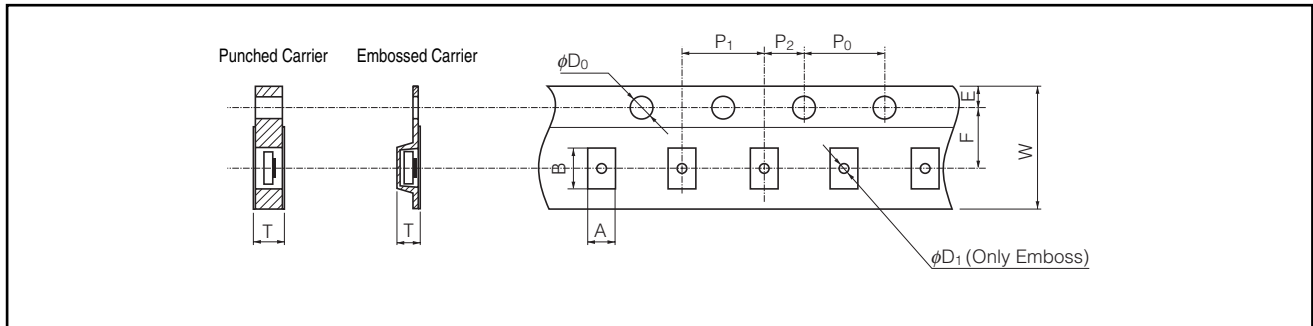 Punched Carrier
Embossed Carrier
P₁
P₂
P₀
ϕD₀
E
F
W
B
A
T
T
ϕD₁ (Only Emboss)